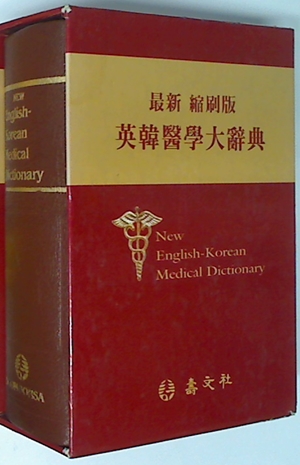 NEW
English-
Korean
Medical
Dictionary
最新 縮刷版
英韓醫學大辭典
New
English-Korean
Medical Dictionary
壽文社